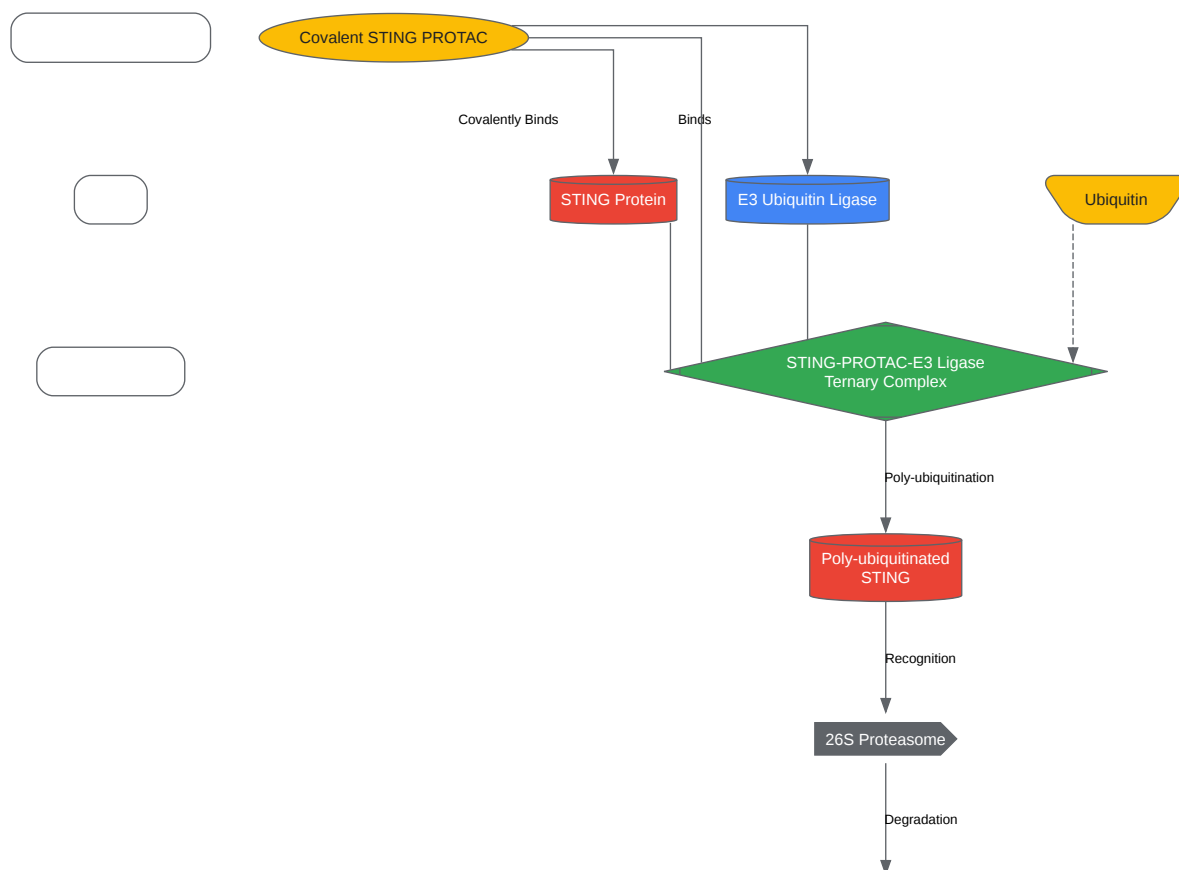 Covalent STING PROTAC
Covalently Binds
Binds
STING Protein
E3 Ubiquitin Ligase
Ubiquitin
STING-PROTAC-E3 Ligase
Ternary Complex
Poly-ubiquitination
Poly-ubiquitinated
STING
Recognition
26S Proteasome
Degradation